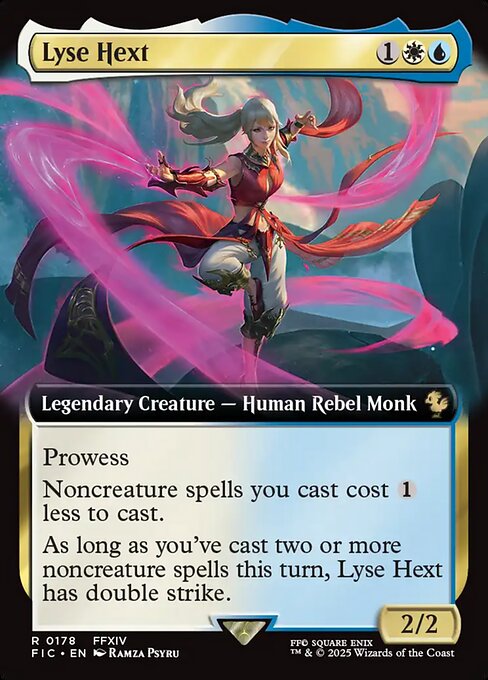 Lyse Hext 1
Legendary Creature — Human Rebel Monk
Prowess
Noncreature spells you cast cost 1
less to cast.
As long as you've cast two or more
noncreature spells this turn, Lyse Hext
has double strike.
2/2
R 0178 FFXIV
FIC • EN Ramza Psyru
FF© SQUARE ENIX
™ & © 2025 Wizards of the Coast